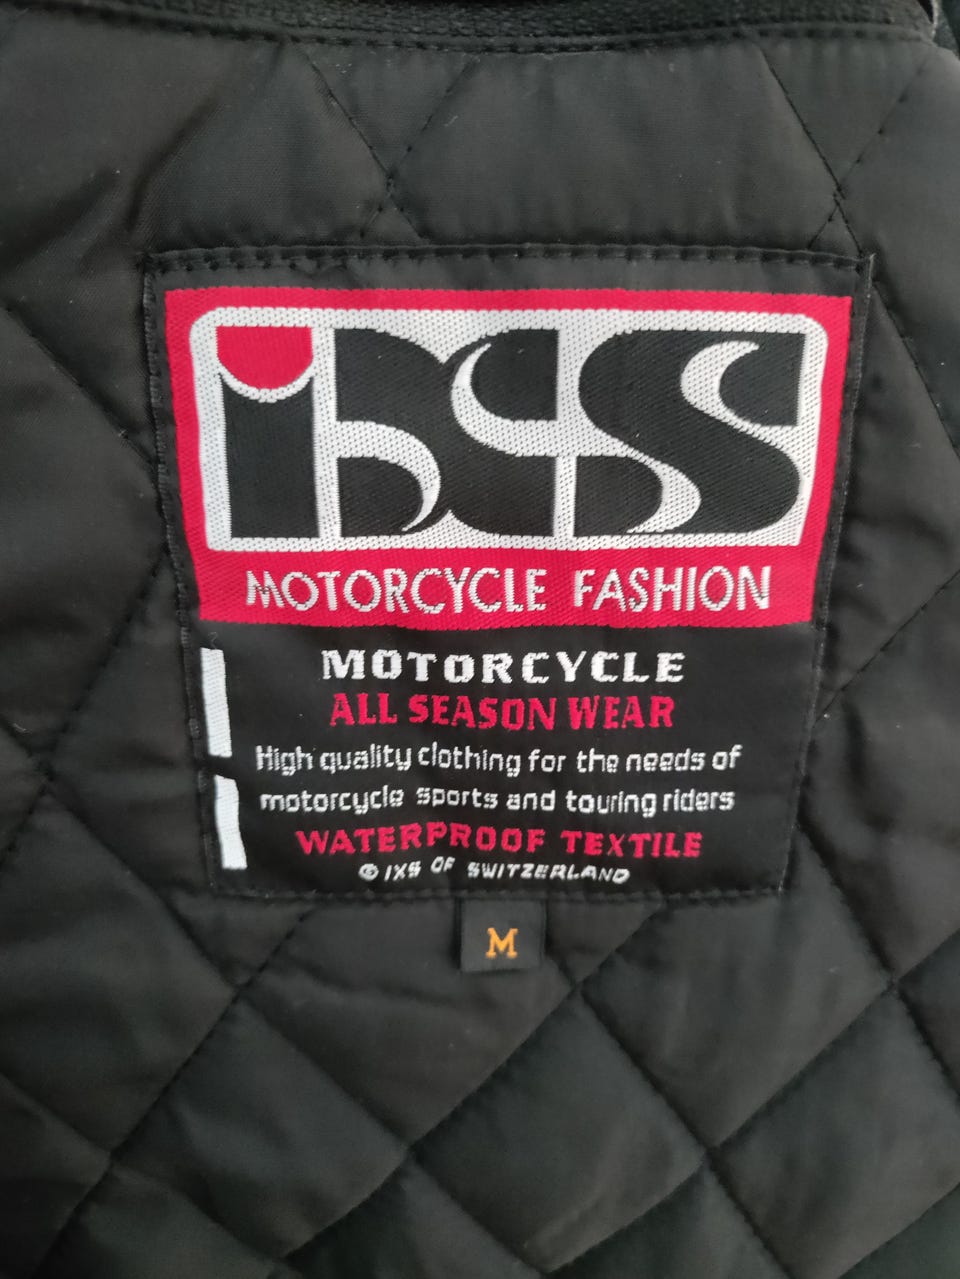 ixs
MOTORCYCLE FASHION
MOTORCYCLE
ALL SEASON WEAR
High quality clothing for the needs of
motorcycle sports and touring riders
WATERPROOF TEXTILE
© IXS OF SWITZERLAND
M